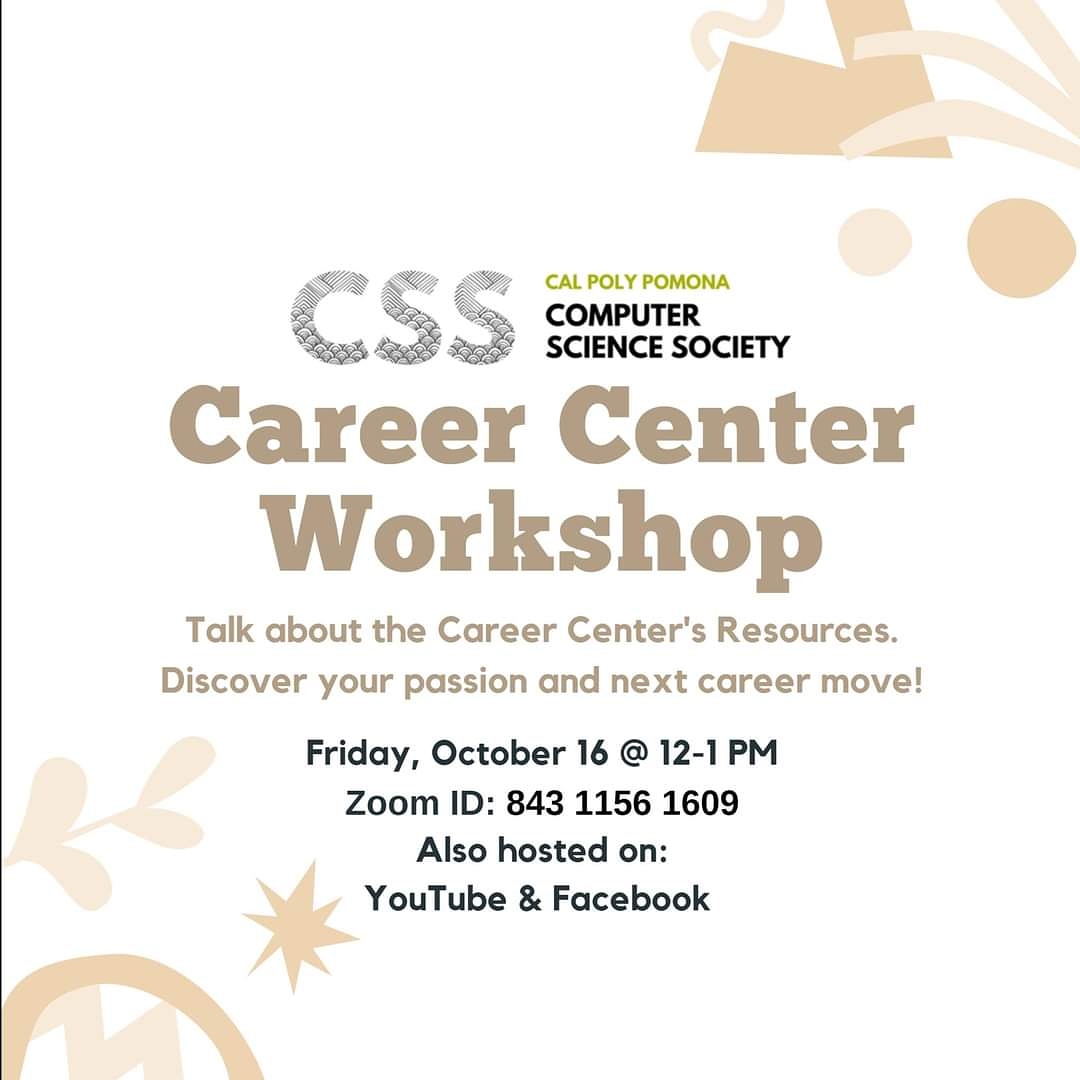 CSS
CAL POLY POMONA
COMPUTER
SCIENCE SOCIETY
Career Center
Workshop
Talk about the Career Center's Resources.
Discover your passion and next career move!
Friday, October 16 @ 12-1 PM
Zoom ID: 843 1156 1609
Also hosted on:
YouTube & Facebook